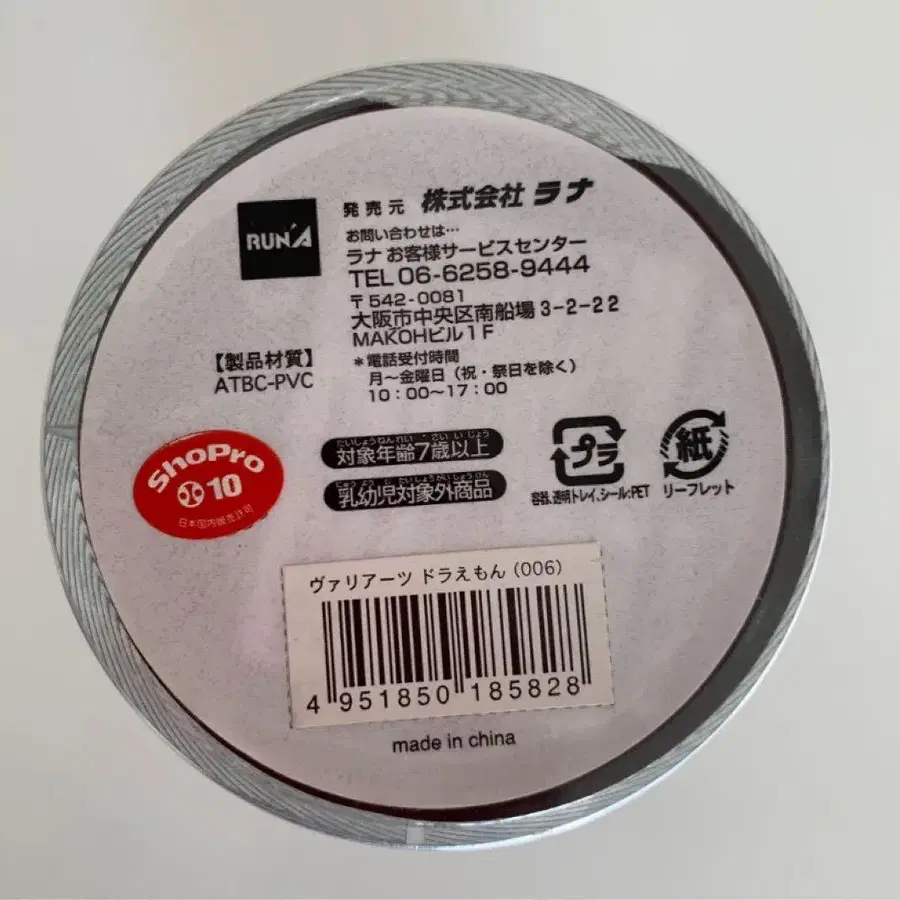 RUN'A
発売元 株式会社 ラナ
お問い合わせは…
ラナ お客様サービスセンター
TEL 06-6258-9444
〒542-0081
大阪市中央区南船場 3-2-22
MAKOHビル1F
*電話受付時間
月～金曜日(祝・祭日を除く)
10:00～17:00
【製品材質】
ATBC-PVC
ShoPro
10
日本国内販売許可
たいしょうねんれい さい いじょう
対象年齢7歳以上
にゅうようじ たいしょうがいしょうひん
乳幼児対象外商品
プラ
容器、透明トレイ、シール:PET
紙
リーフレット
ヴァリアーツ ドラえもん (006)
4 951850 185828
made in china